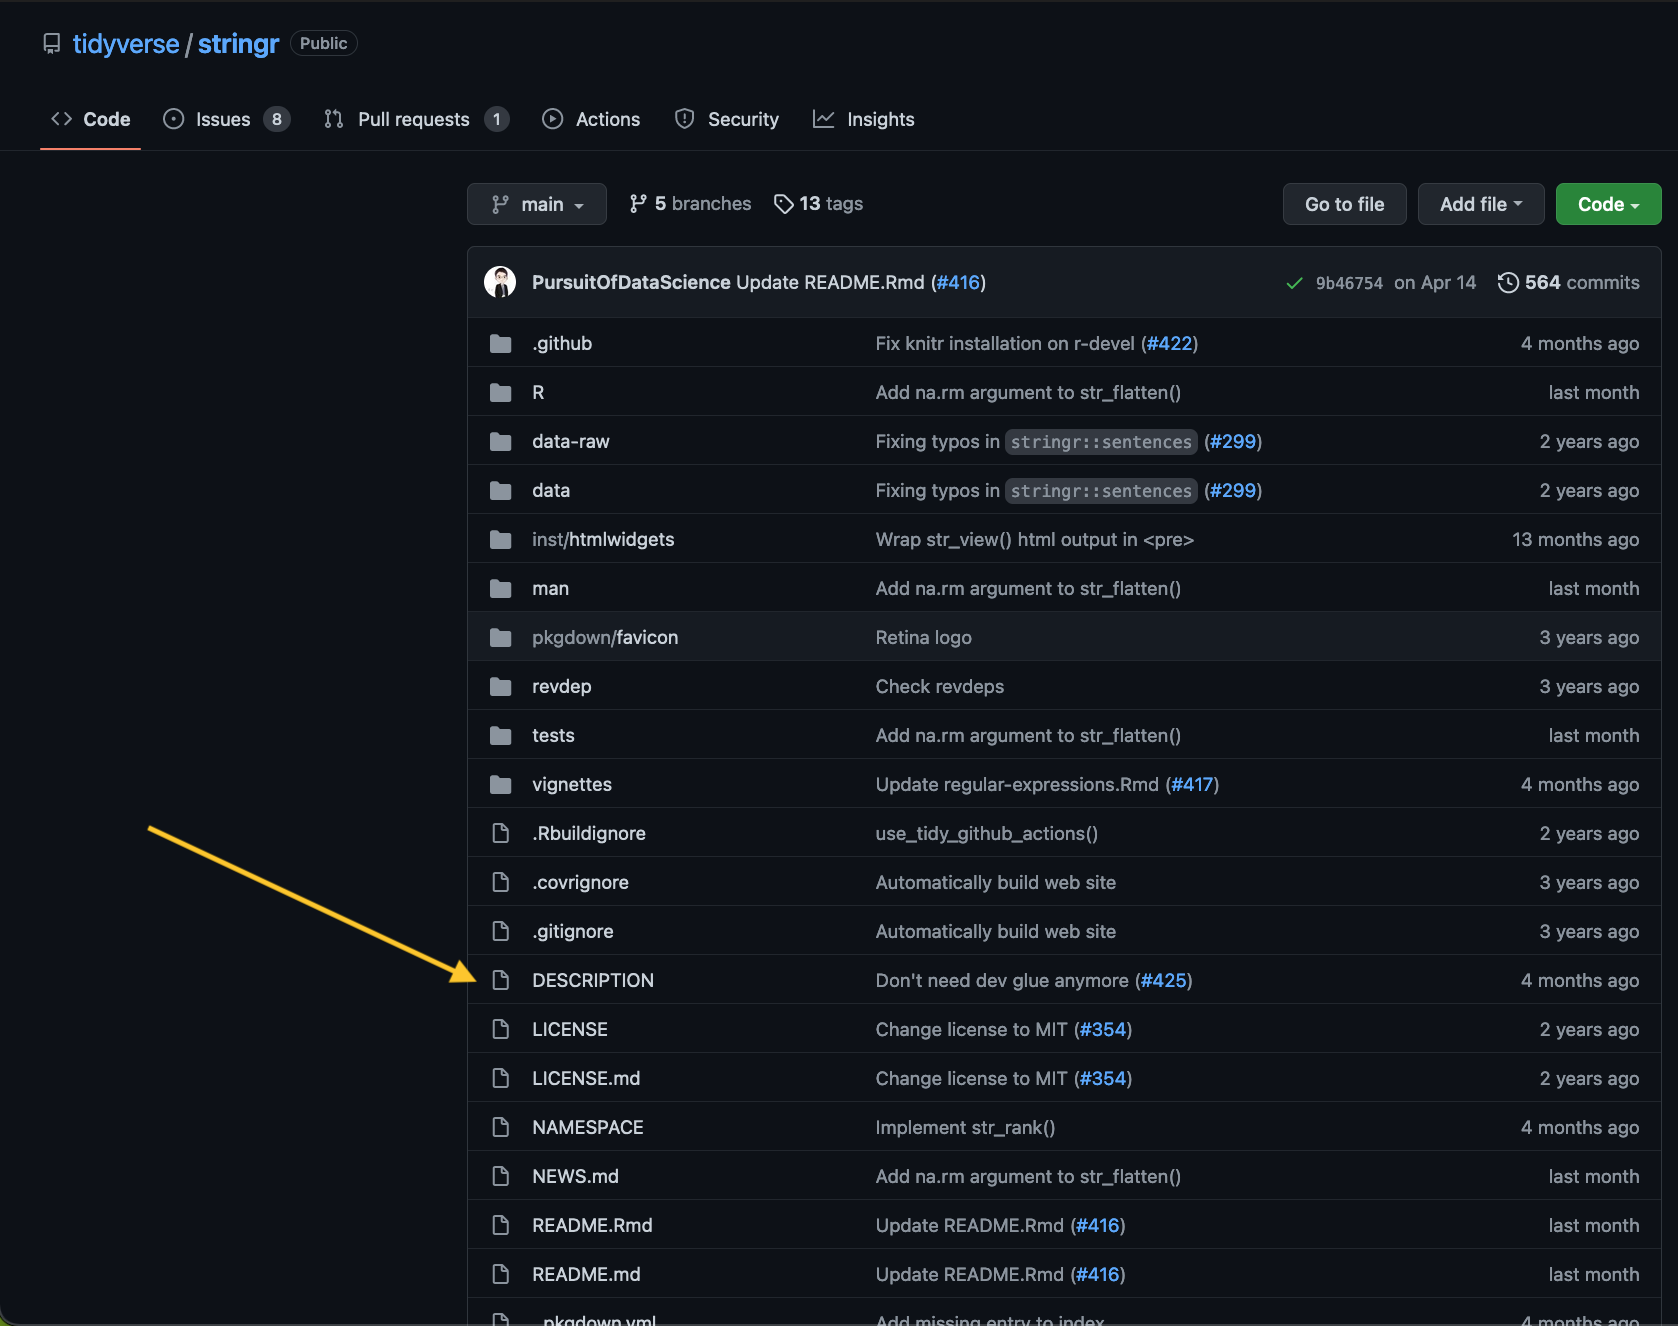 tidyverse / stringr Public
Code Issues 8 Pull requests 1 Actions Security Insights
main 5 branches 13 tags Go to file Add file Code
PursuitOfDataScience Update README.Rmd (#416) 9b46754 on Apr 14 564 commits
.github Fix knitr installation on r-devel (#422) 4 months ago
R Add na.rm argument to str_flatten() last month
data-raw Fixing typos in stringr::sentences (#299) 2 years ago
data Fixing typos in stringr::sentences (#299) 2 years ago
inst/htmlwidgets Wrap str_view() html output in <pre> 13 months ago
man Add na.rm argument to str_flatten() last month
pkgdown/favicon Retina logo 3 years ago
revdep Check revdeps 3 years ago
tests Add na.rm argument to str_flatten() last month
vignettes Update regular-expressions.Rmd (#417) 4 months ago
.Rbuildignore use_tidy_github_actions() 2 years ago
.covrignore Automatically build web site 3 years ago
.gitignore Automatically build web site 3 years ago
DESCRIPTION Don't need dev glue anymore (#425) 4 months ago
LICENSE Change license to MIT (#354) 2 years ago
LICENSE.md Change license to MIT (#354) 2 years ago
NAMESPACE Implement str_rank() 4 months ago
NEWS.md Add na.rm argument to str_flatten() last month
README.Rmd Update README.Rmd (#416) last month
README.md Update README.Rmd (#416) last month
_pkgdown.yml Add missing entry to index 4 months ago